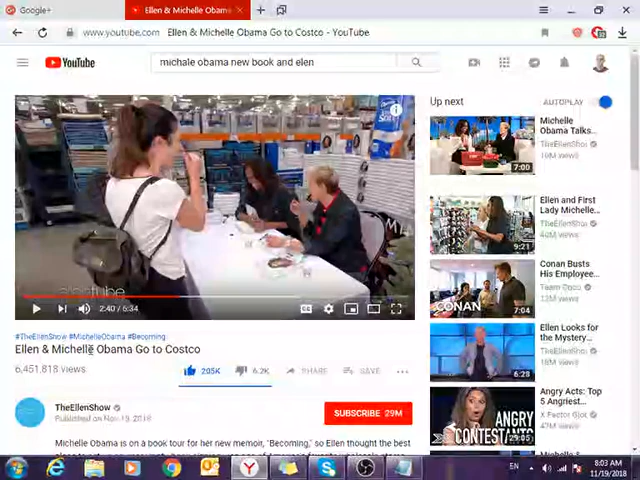 Google+
Ellen & Michelle Obama
www.youtube.com
Ellen & Michelle Obama Go to Costco - YouTube
YouTube
michale obama new book and elen
2:40 / 6:34
#TheEllenShow #MichelleObama #Becoming
Ellen & Michelle Obama Go to Costco
6,451,818 views
205K
6.2K
SHARE
SAVE
TheEllenShow
Published on Nov 19, 2018
SUBSCRIBE 29M
Michelle Obama is on a book tour for her new memoir, "Becoming," so Ellen thought the best
Up next
AUTOPLAY
Michelle
Obama Talks...
TheEllenShow
7:00
Ellen and First
Lady Michelle...
TheEllenShow
9:21
Conan Busts
His Employee...
Team Coco
CONAN
7:04
Ellen Looks for
the Mystery...
TheEllenShow
6:28
Angry Acts: Top
5 Angriest...
X Factor Global
ANGRY
CONTESTANTS
29:05
EN
8:03 AM
11/19/2018